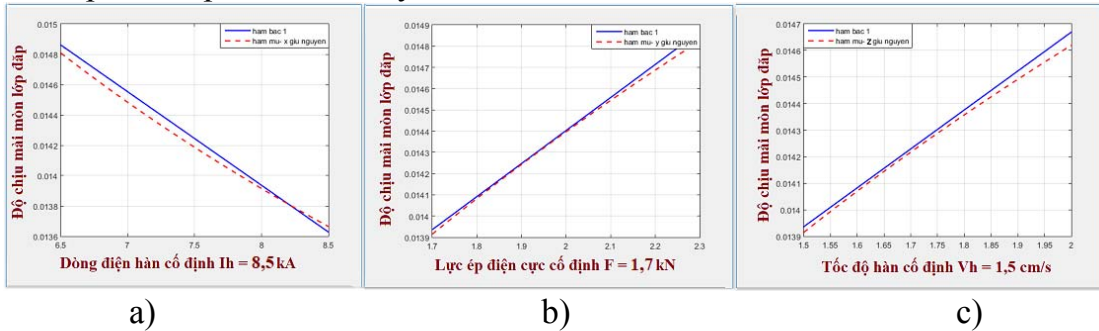 0.015
0.0148
0.0146
0.0144
0.0142
0.014
0.0138
0.0136
6.5 7 7.5 8 8.5
ham bac 1
ham mu- x giu nguyen
Độ chịu mài mòn lớp đắp
Dòng điện hàn cố định Ih = 8,5 kA
a)
0.0149
0.0148
0.0147
0.0146
0.0145
0.0144
0.0143
0.0142
0.0141
0.014
0.0139
1.7 1.8 1.9 2 2.1 2.2 2.3
ham bac 1
ham mu- y giu nguyen
Độ chịu mài mòn lớp đắp
Lực ép điện cực cố định F = 1,7 kN
b)
0.0147
0.0146
0.0145
0.0144
0.0143
0.0142
0.0141
0.014
0.0139
1.5 1.55 1.6 1.65 1.7 1.75 1.8 1.85 1.9 1.95 2
ham bac 1
ham mu- Z giu nguyen
Độ chịu mài mòn lớp đắp
Tốc độ hàn cố định Vh = 1,5 cm/s
c)